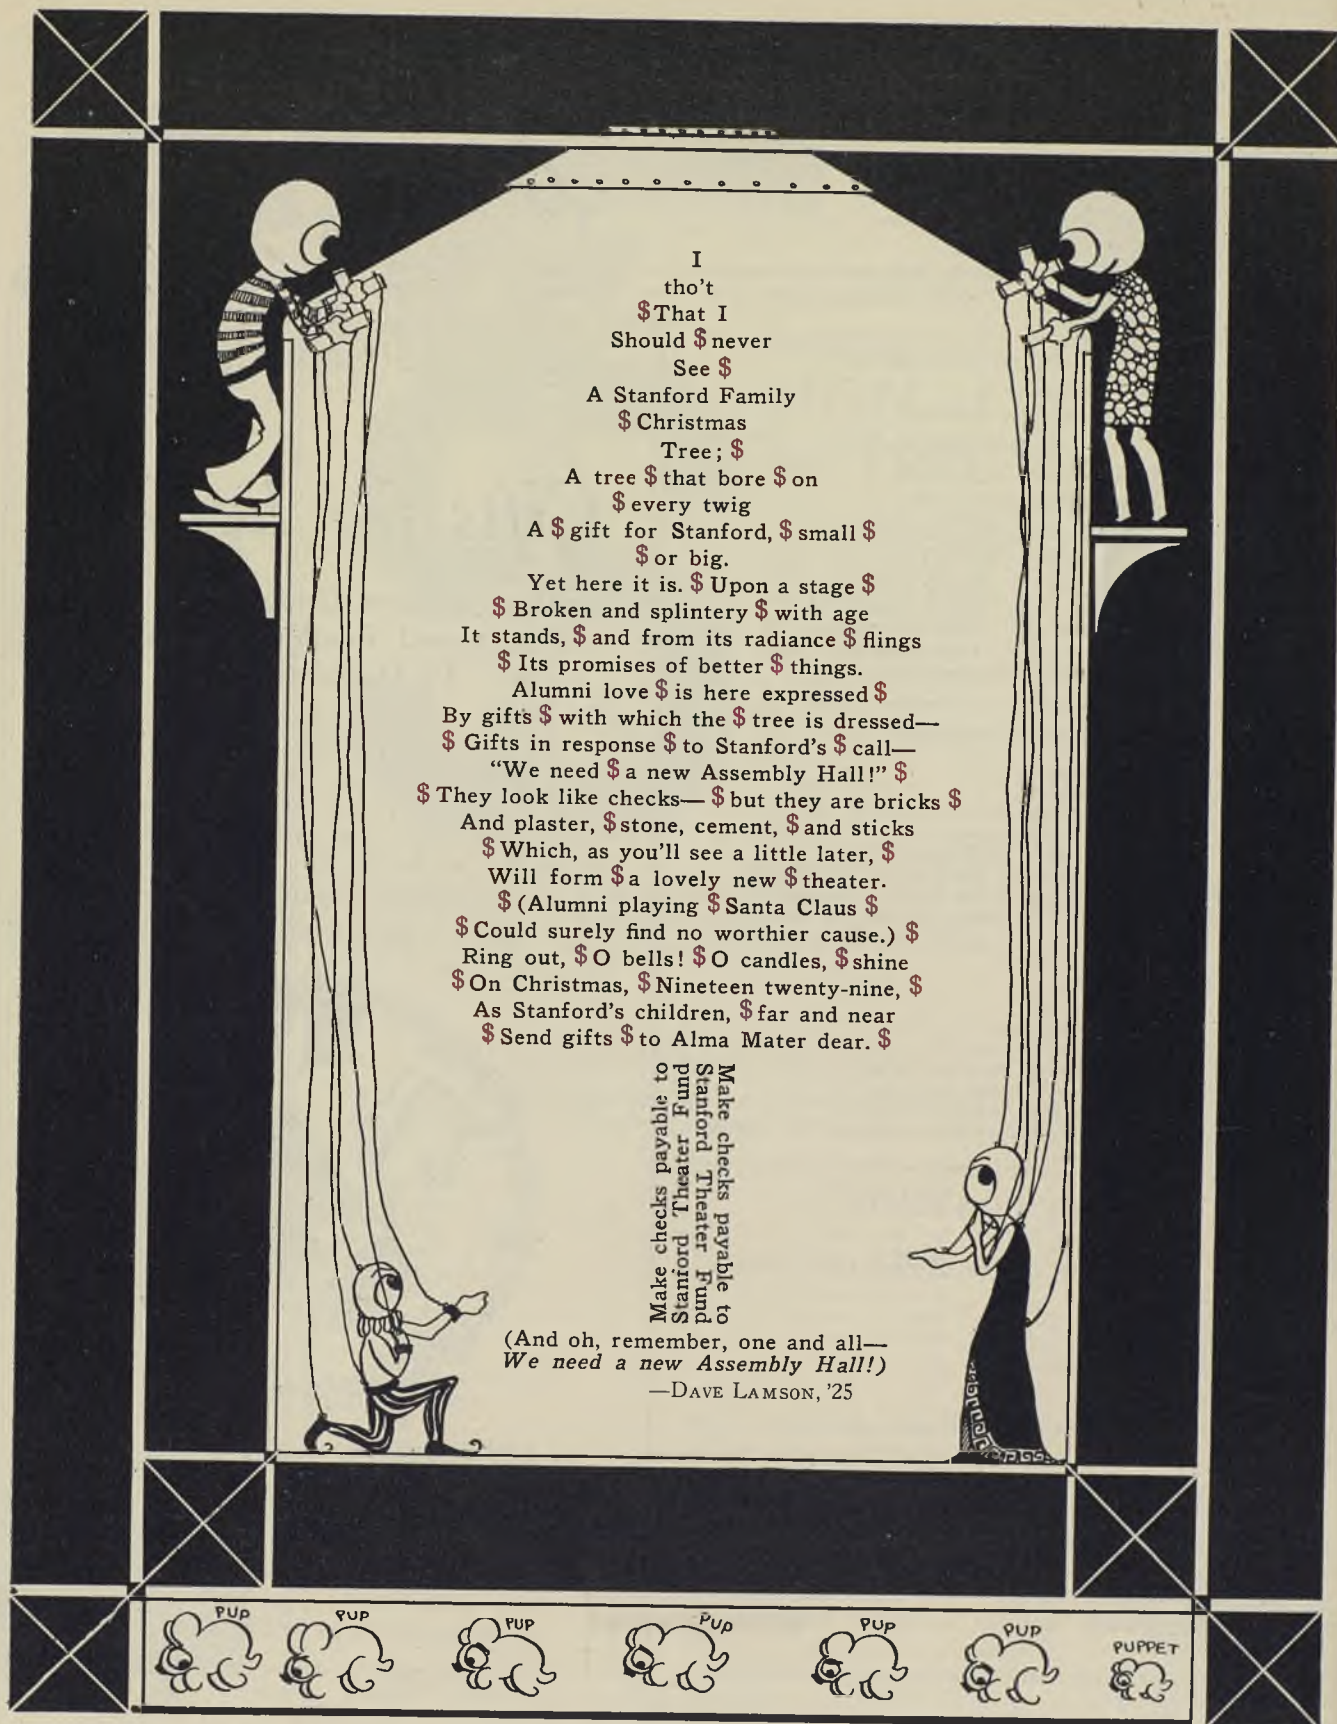 I
tho't
$ That I
Should $ never
See $
A Stanford Family
$ Christmas
Tree; $
A tree $ that bore $ on
$ every twig
A $ gift for Stanford, $ small $
$ or big.
Yet here it is. $ Upon a stage $
$ Broken and splintery $ with age
It stands, $ and from its radiance $ flings
$ Its promises of better $ things.
Alumni love $ is here expressed $
By gifts $ with which the $ tree is dressed—
$ Gifts in response $ to Stanford's $ call—
“We need $ a new Assembly Hall!” $
$ They look like checks— $ but they are bricks $
And plaster, $ stone, cement, $ and sticks
$ Which, as you'll see a little later, $
Will form $ a lovely new $ theater.
$ (Alumni playing $ Santa Claus $
$ Could surely find no worthier cause.) $
Ring out, $ O bells! $ O candles, $ shine
$ On Christmas, $ Nineteen twenty-nine, $
As Stanford's children, $ far and near
$ Send gifts $ to Alma Mater dear. $
Make checks payable to
Stanford Theater Fund
Make checks payable to
Stanford Theater Fund
(And oh, remember, one and all—
We need a new Assembly Hall!)
—DAVE LAMSON, '25
PUP
PUP
PUP
PUP
PUP
PUP
PUPPET